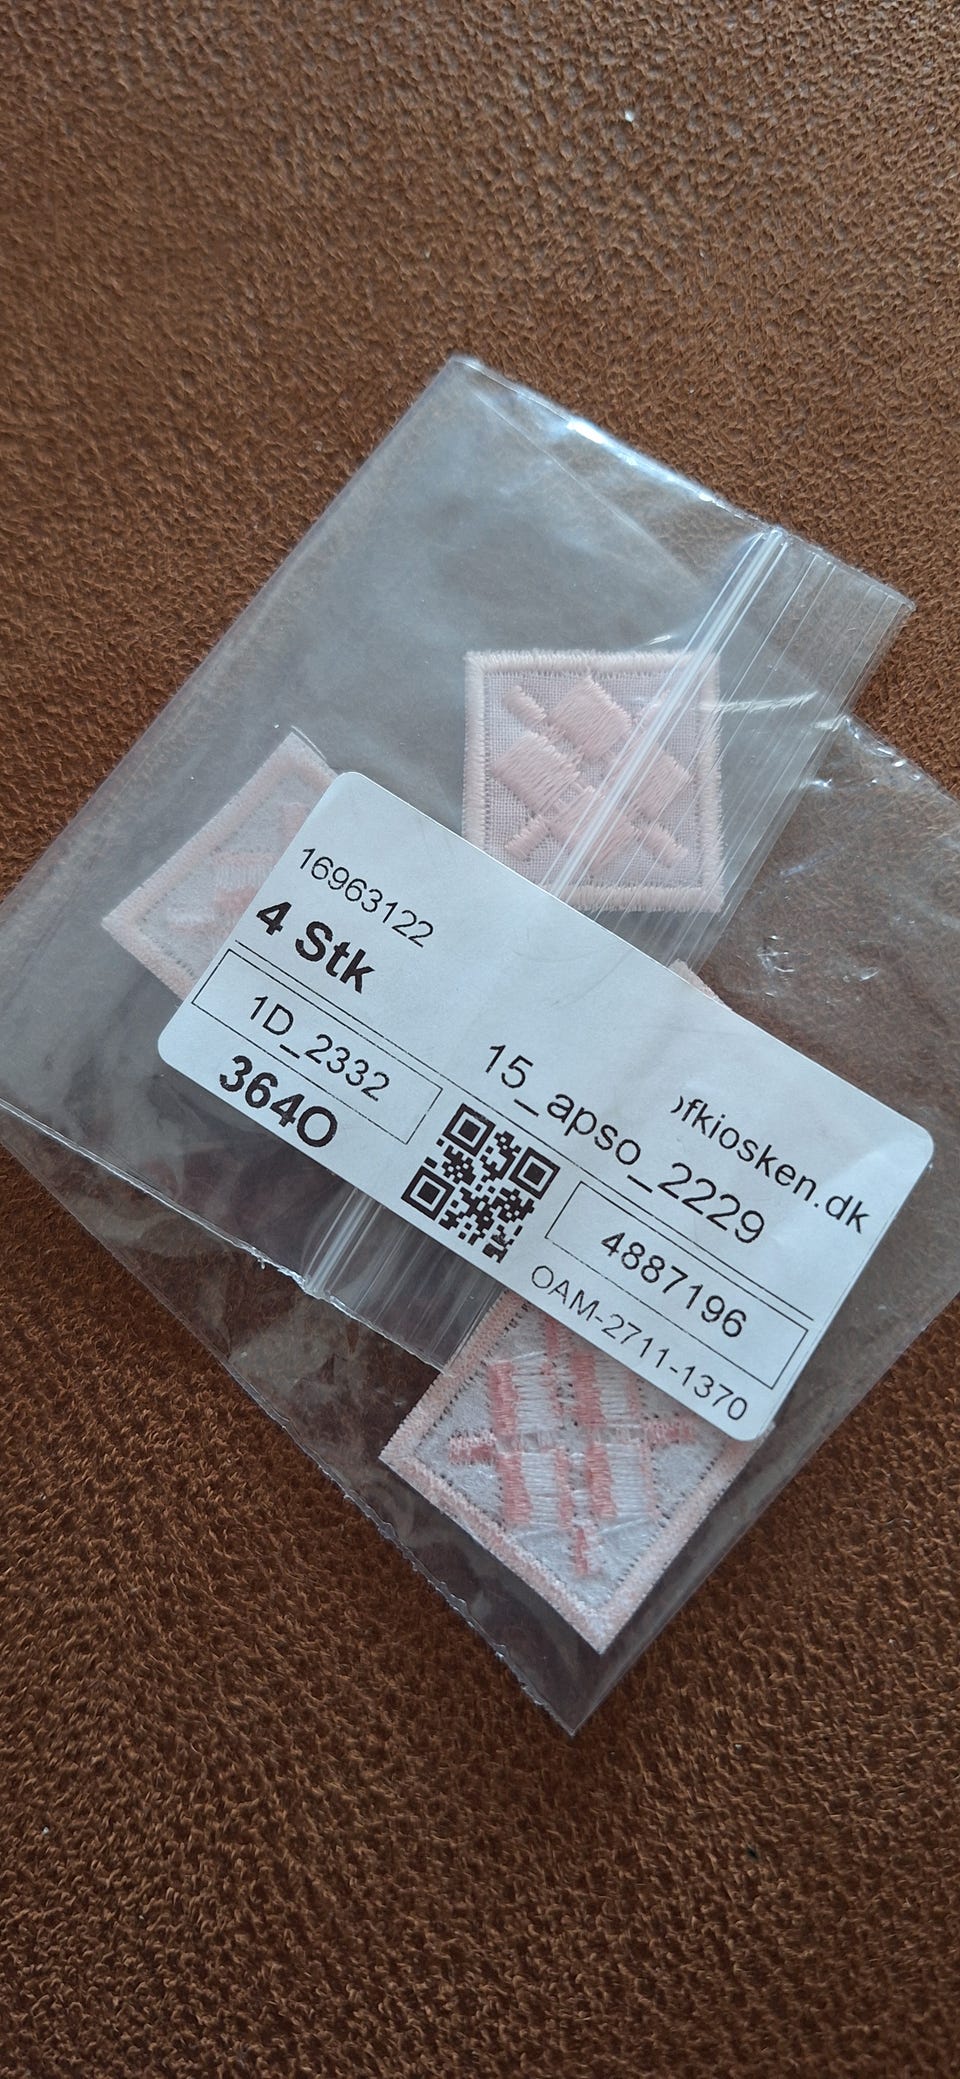 16963122
4 Stk
1D_2332
364O
fkiosken.dk
15_apso_2229
4887196
OAM-2711-1370